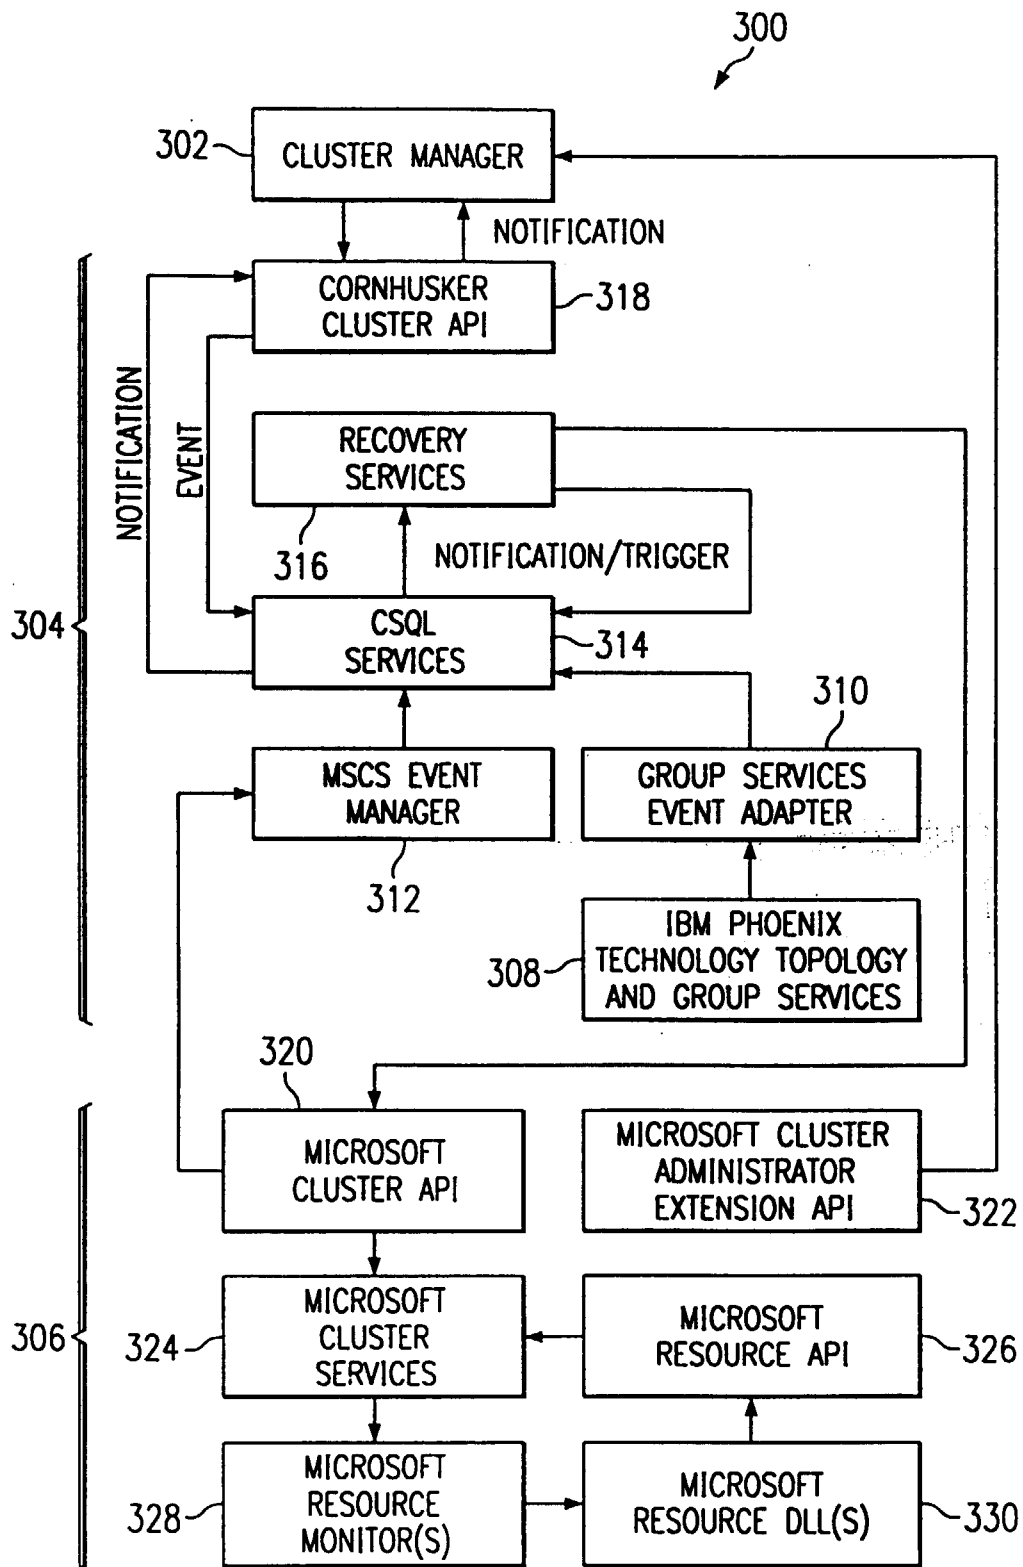 300
302
CLUSTER MANAGER
NOTIFICATION
CORNHUSKER
CLUSTER API
318
NOTIFICATION
EVENT
RECOVERY
SERVICES
316
NOTIFICATION/TRIGGER
304
CSQL
SERVICES
314
310
MSCS EVENT
MANAGER
GROUP SERVICES
EVENT ADAPTER
312
308
IBM PHOENIX
TECHNOLOGY TOPOLOGY
AND GROUP SERVICES
320
MICROSOFT
CLUSTER API
MICROSOFT CLUSTER
ADMINISTRATOR
EXTENSION API
322
306
324
MICROSOFT
CLUSTER
SERVICES
MICROSOFT
RESOURCE API
326
328
MICROSOFT
RESOURCE
MONITOR(S)
MICROSOFT
RESOURCE DLL(S)
330